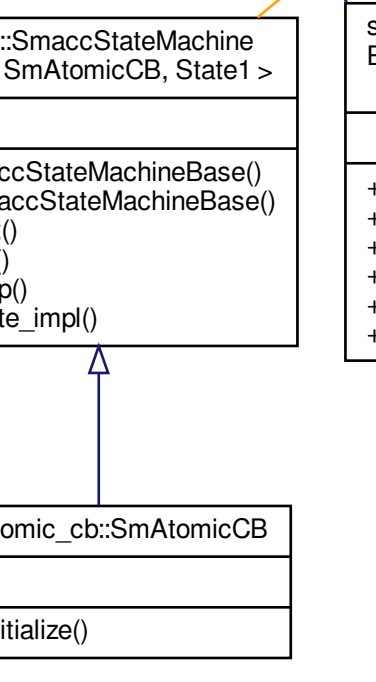 ::SmaccStateMachine
SmAtomicCB, State1 >
ccStateMachineBase()
accStateMachineBase()
()
()
p()
te_impl()
s
E
+
+
+
+
+
+
omic_cb::SmAtomicCB
itialize()